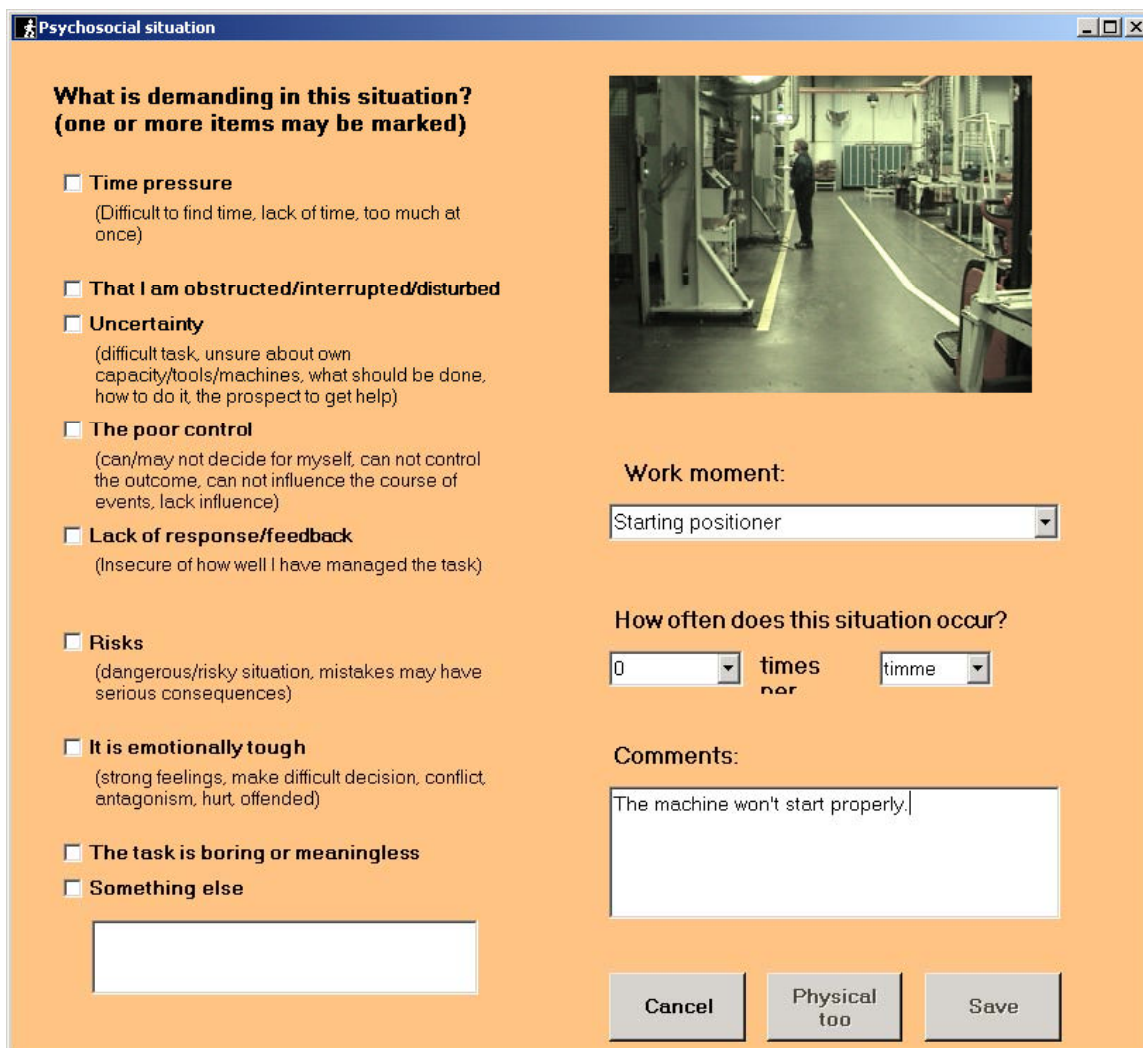 Psychosocial situation
What is demanding in this situation?
(one or more items may be marked)
Time pressure
(Difficult to find time, lack of time, too much at
once)
That I am obstructed/interrupted/disturbed
Uncertainty
(difficult task, unsure about own
capacity/tools/machines, what should be done,
how to do it, the prospect to get help)
The poor control
(can/may not decide for myself, can not control
the outcome, can not influence the course of
events, lack influence)
Lack of response/feedback
(Insecure of how well I have managed the task)
Risks
(dangerous/risky situation, mistakes may have
serious consequences)
It is emotionally tough
(strong feelings, make difficult decision, conflict,
antagonism, hurt, offended)
The task is boring or meaningless
Something else
Work moment:
Starting positioner
How often does this situation occur?
0 times per timme
Comments:
The machine won't start properly.
Cancel
Physical
too
Save